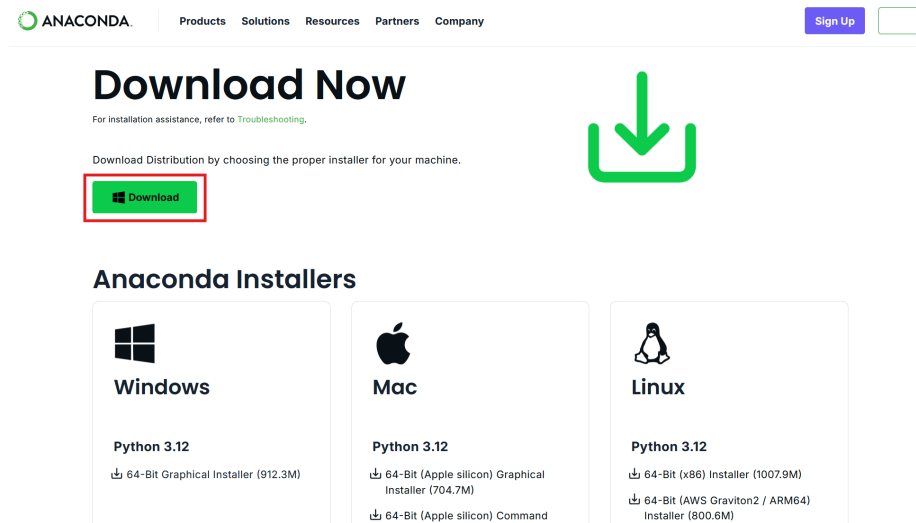 ANACONDA.
Products Solutions Resources Partners Company
Sign Up
Download Now
For installation assistance, refer to Troubleshooting.
Download Distribution by choosing the proper installer for your machine.
Download
Anaconda Installers
Windows
Python 3.12
64-Bit Graphical Installer (912.3M)
Mac
Python 3.12
64-Bit (Apple silicon) Graphical
Installer (704.7M)
64-Bit (Apple silicon) Command
Linux
Python 3.12
64-Bit (x86) Installer (1007.9M)
64-Bit (AWS Graviton2 / ARM64)
Installer (800.6M)